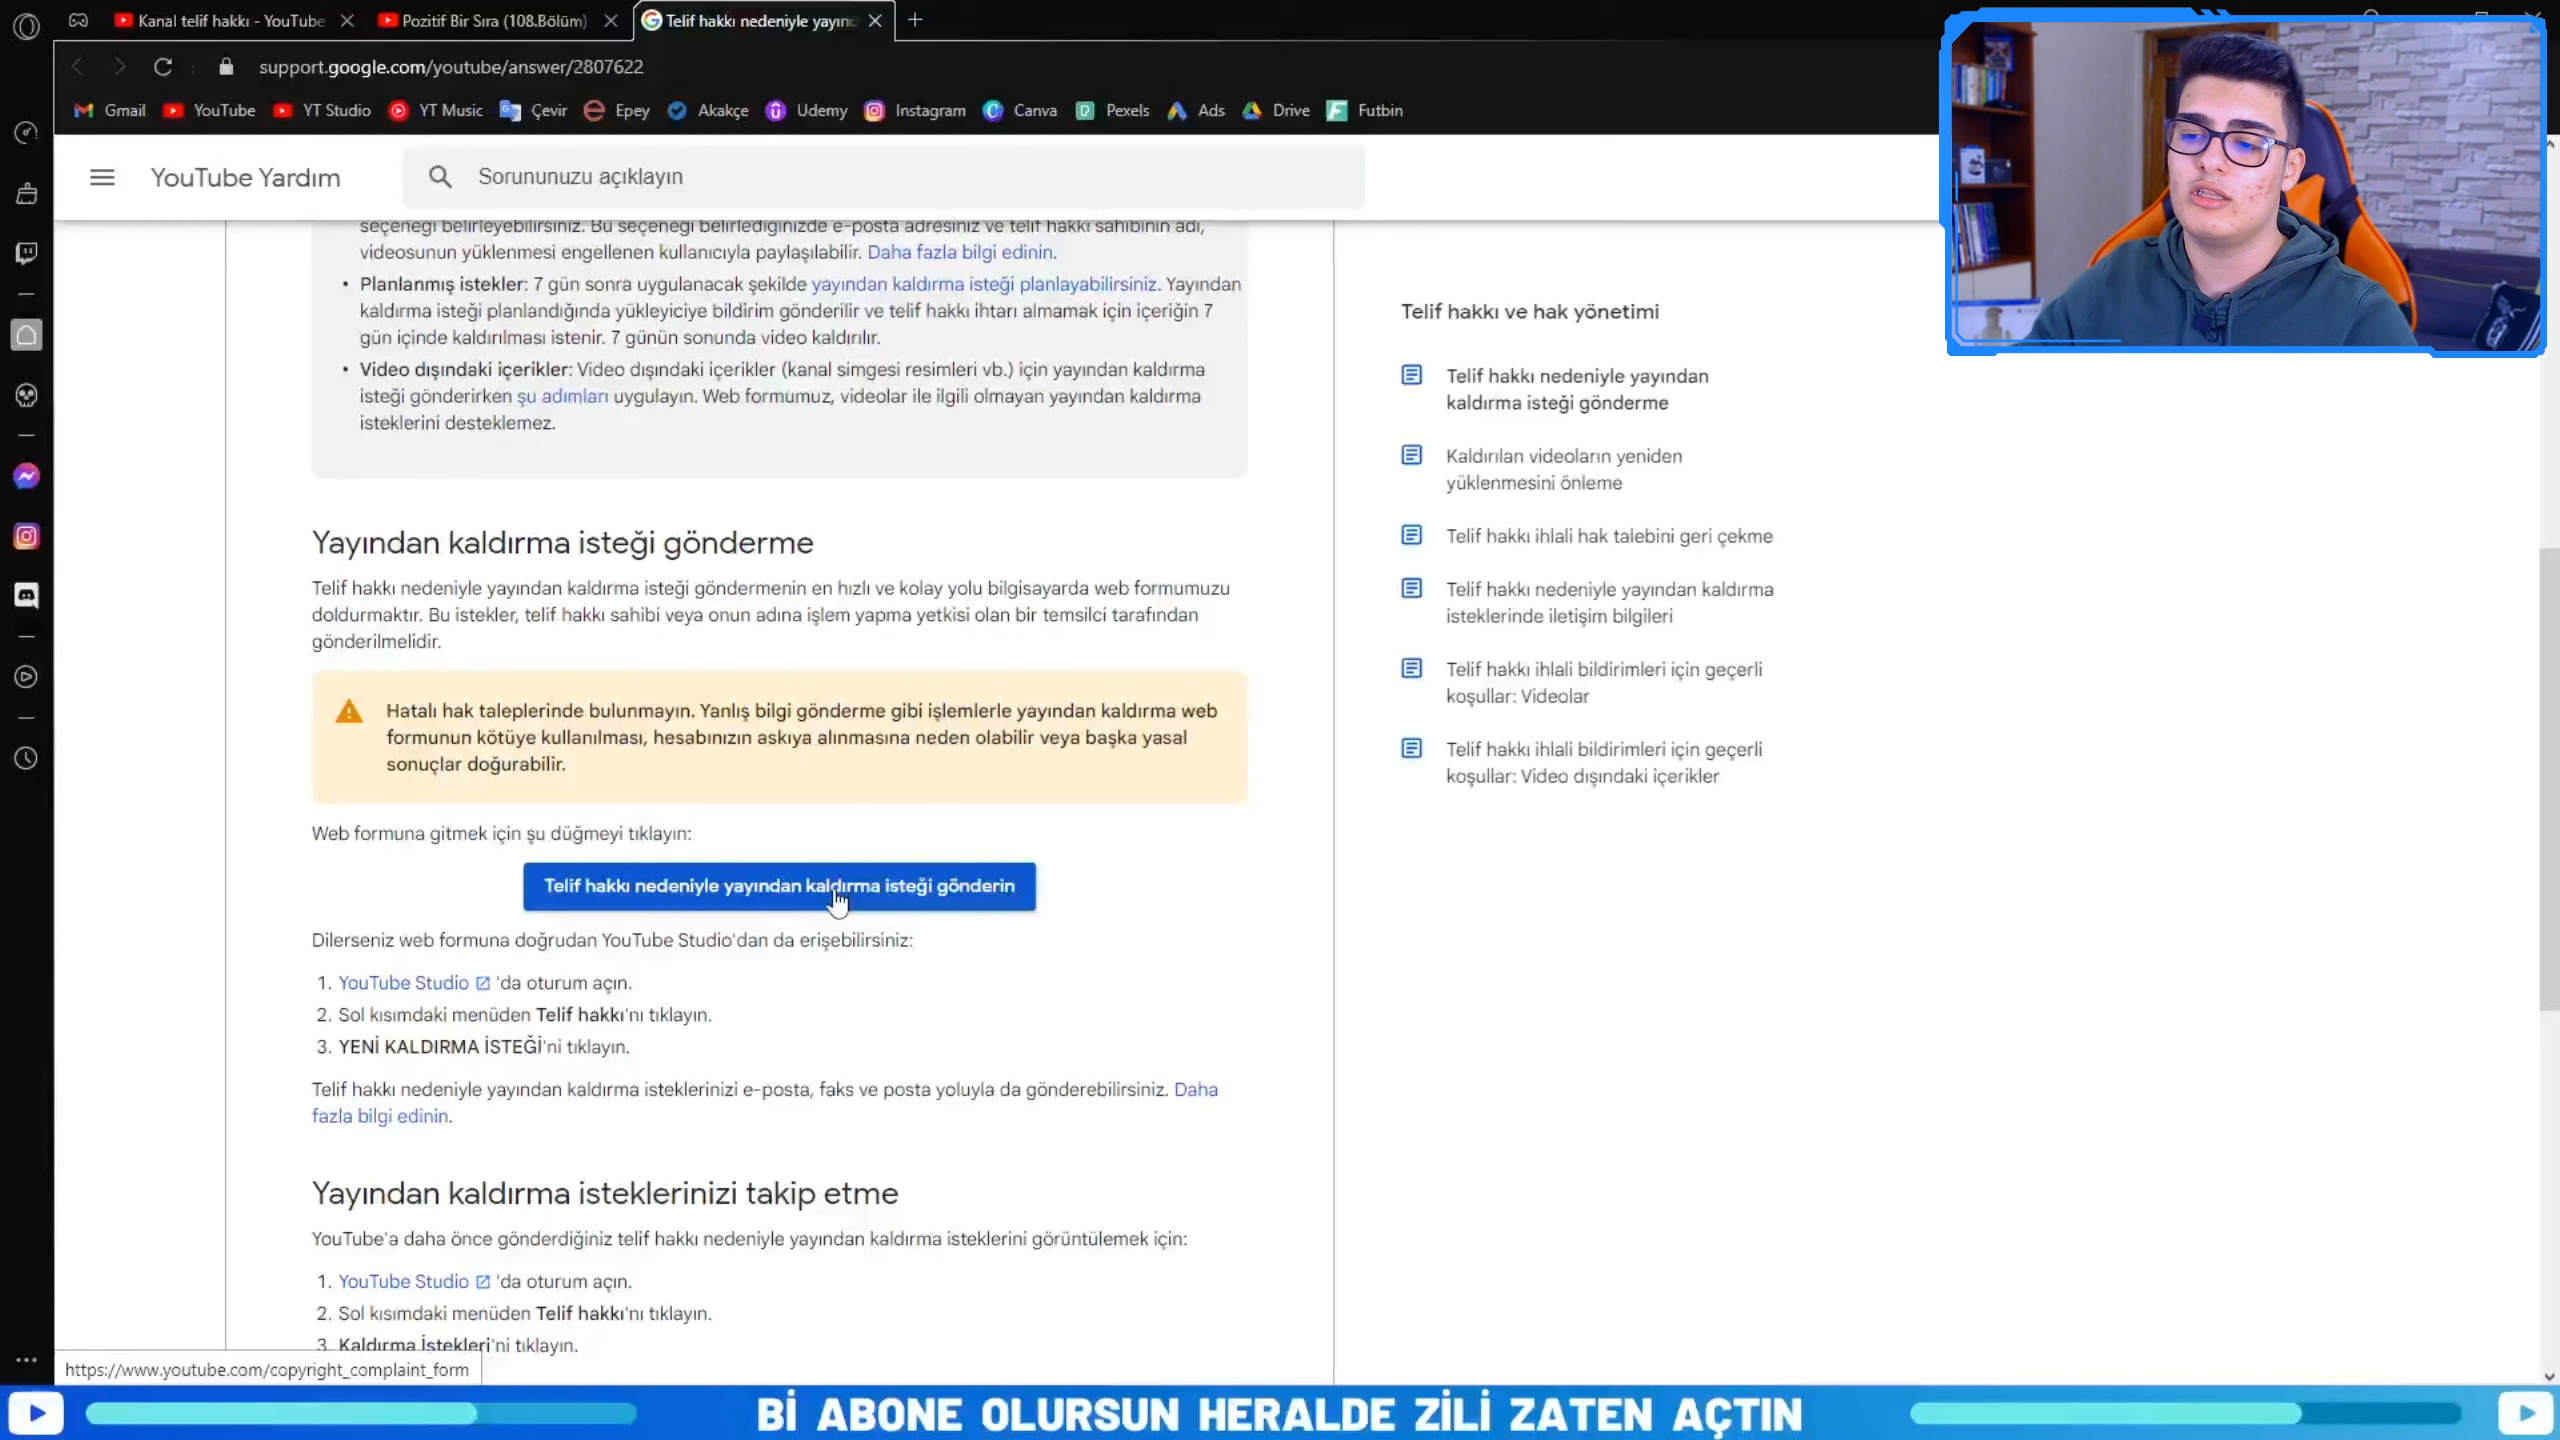 Kanal telif hakkı - YouTube
Pozitif Bir Sıra (108.Bölüm)
Telif hakkı nedeniyle yayınd
support.google.com/youtube/answer/2807622
Gmail
YouTube
YT Studio
YT Music
Çevir
Epey
Akakçe
Udemy
Instagram
Canva
Pexels
Ads
Drive
Futbin
YouTube Yardım
Sorununuzu açıklayın
seçeneği belirleyebilirsiniz. Bu seçeneği belirlediğinizde e-posta adresiniz ve telif hakkı sahibinin adı,
videosunun yüklenmesi engellenen kullanıcıyla paylaşılabilir. Daha fazla bilgi edinin.
• Planlanmış istekler: 7 gün sonra uygulanacak şekilde yayından kaldırma isteği planlayabilirsiniz. Yayından
kaldırma isteği planlandığında yükleyiciye bildirim gönderilir ve telif hakkı ihtarı almamak için içeriğin 7
gün içinde kaldırılması istenir. 7 günün sonunda video kaldırılır.
• Video dışındaki içerikler: Video dışındaki içerikler (kanal simgesi resimleri vb.) için yayından kaldırma
isteği gönderirken şu adımları uygulayın. Web formumuz, videolar ile ilgili olmayan yayından kaldırma
isteklerini desteklemez.
Yayından kaldırma isteği gönderme
Telif hakkı nedeniyle yayından kaldırma isteği göndermenin en hızlı ve kolay yolu bilgisayarda web formumuzu
doldurmaktır. Bu istekler, telif hakkı sahibi veya onun adına işlem yapma yetkisi olan bir temsilci tarafından
gönderilmelidir.
Hatalı hak taleplerinde bulunmayın. Yanlış bilgi gönderme gibi işlemlerle yayından kaldırma web
formunun kötüye kullanılması, hesabınızın askıya alınmasına neden olabilir veya başka yasal
sonuçlar doğurabilir.
Web formuna gitmek için şu düğmeyi tıklayın:
Telif hakkı nedeniyle yayından kaldırma isteği gönderin
Dilerseniz web formuna doğrudan YouTube Studio'dan da erişebilirsiniz:
1. YouTube Studio 'da oturum açın.
2. Sol kısımdaki menüden Telif hakkı'nı tıklayın.
3. YENİ KALDIRMA İSTEĞİ'ni tıklayın.
Telif hakkı nedeniyle yayından kaldırma isteklerinizi e-posta, faks ve posta yoluyla da gönderebilirsiniz. Daha
fazla bilgi edinin.
Yayından kaldırma isteklerinizi takip etme
YouTube'a daha önce gönderdiğiniz telif hakkı nedeniyle yayından kaldırma isteklerini görüntülemek için:
1. YouTube Studio 'da oturum açın.
2. Sol kısımdaki menüden Telif hakkı'nı tıklayın.
3. Kaldırma İstekleri'ni tıklayın.
https://www.youtube.com/copyright_complaint_form
Telif hakkı ve hak yönetimi
Telif hakkı nedeniyle yayından
kaldırma isteği gönderme
Kaldırılan videoların yeniden
yüklenmesini önleme
Telif hakkı ihlali hak talebini geri çekme
Telif hakkı nedeniyle yayından kaldırma
isteklerinde iletişim bilgileri
Telif hakkı ihlali bildirimleri için geçerli
koşullar: Videolar
Telif hakkı ihlali bildirimleri için geçerli
koşullar: Video dışındaki içerikler
Bİ ABONE OLURSUN HERALDE ZİLİ ZATEN AÇTIN